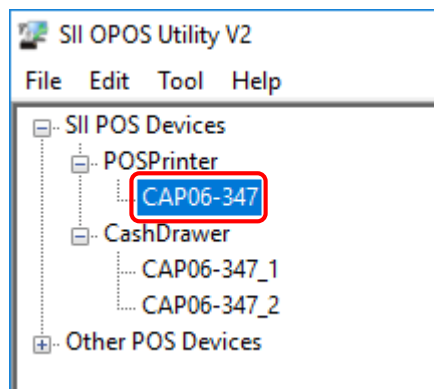 SII OPOS Utility V2
File Edit Tool Help
SII POS Devices
POSPrinter
CAP06-347
CashDrawer
CAP06-347_1
CAP06-347_2
Other POS Devices